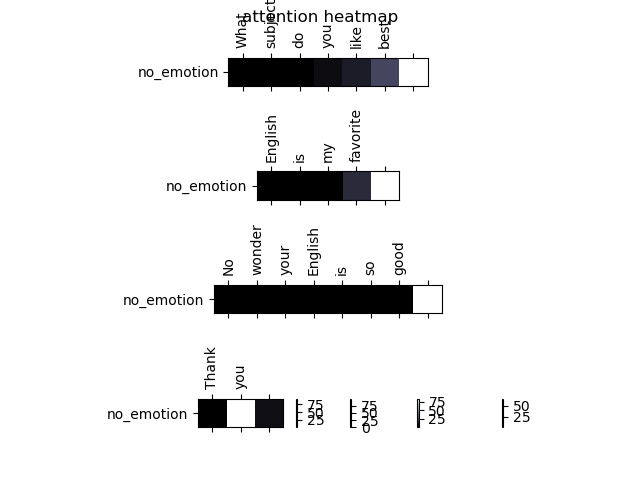 attention heatmap
What subject do you like best
no_emotion
English is my favorite
no_emotion
No wonder your English is so good
no_emotion
Thank you
no_emotion
75 50 25
75 50 25 0
75 50 25
50 25